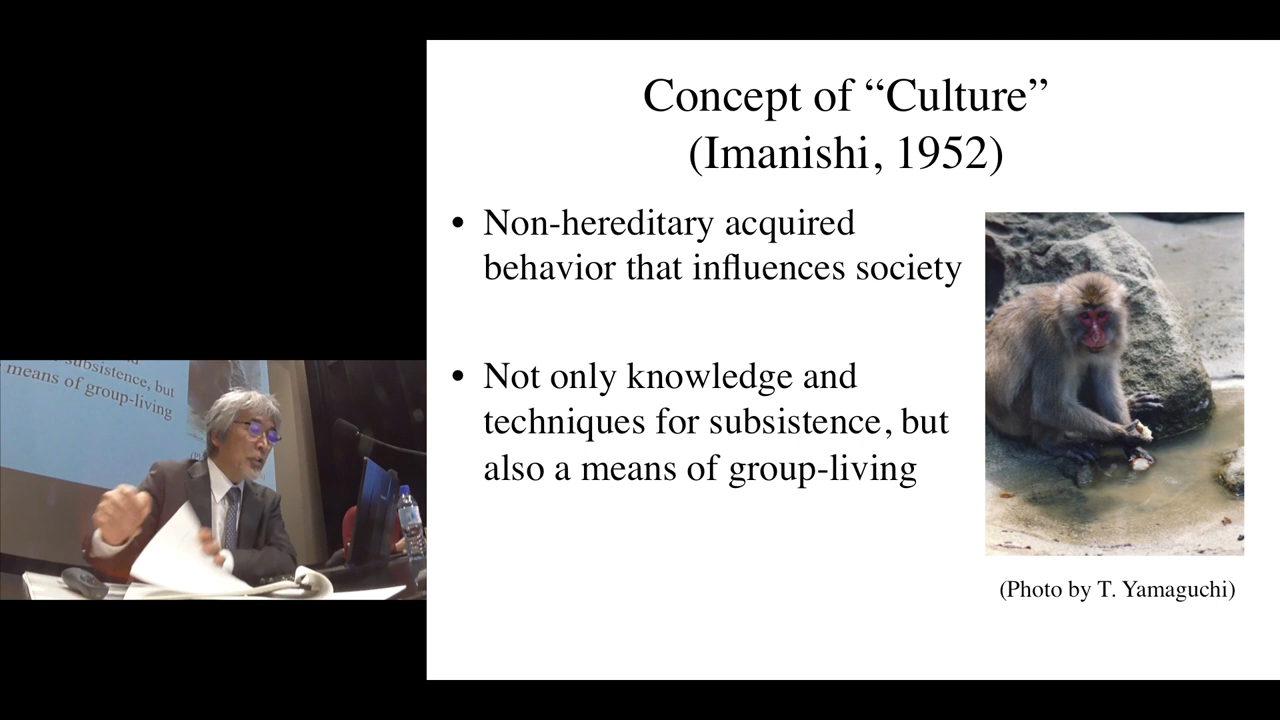 Concept of “Culture”
(Imanishi, 1952)
• Non-hereditary acquired
behavior that influences society
• Not only knowledge and
techniques for subsistence, but
also a means of group-living
(Photo by T. Yamaguchi)
subsistence, but
means of group-living